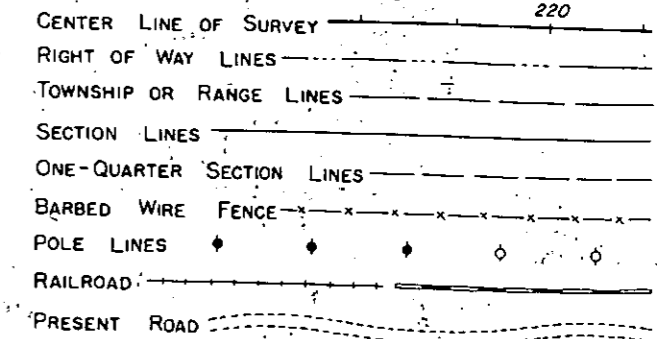 220
CENTER LINE OF SURVEY
RIGHT OF WAY LINES
TOWNSHIP OR RANGE LINES
SECTION LINES
ONE-QUARTER SECTION LINES
BARBED WIRE FENCE
POLE LINES
RAILROAD
PRESENT ROAD